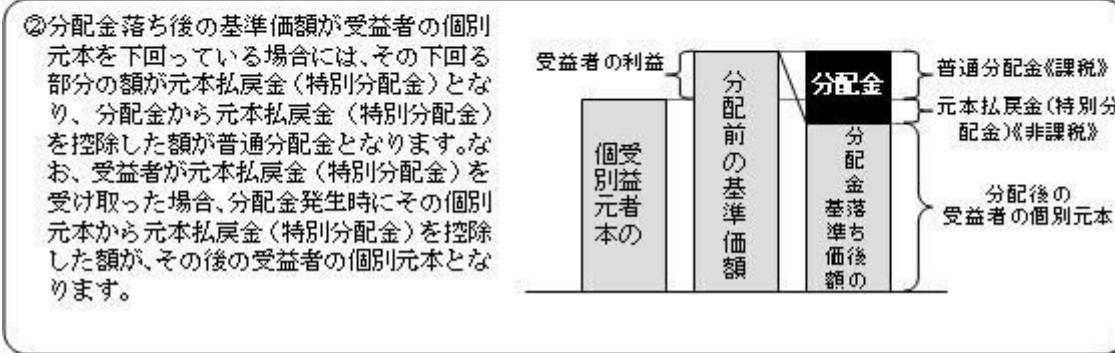 ②分配金落ち後の基準価額が受益者の個別
元本を下回っている場合には、その下回る
部分の額が元本払戻金(特別分配金)とな
り、分配金から元本払戻金(特別分配金)
を控除した額が普通分配金となります。な
お、受益者が元本払戻金(特別分配金)を
受け取った場合、分配金発生時にその個別
元本から元本払戻金(特別分配金)を控除
した額が、その後の受益者の個別元本とな
ります。
受益者の利益
受益者の
個別元本
分配前の基準価額
分配金
分配金落ち後の
基準価額
普通分配金《課税》
元本払戻金(特別分
配金)《非課税》
分配後の
受益者の個別元本